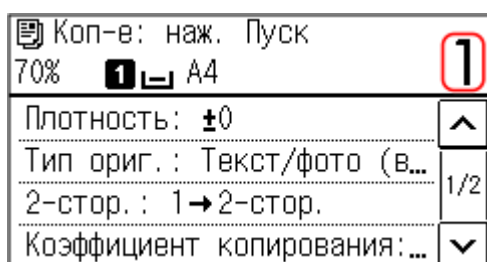 Коп-е: наж. Пуск
70% 1 A4 1
Плотность: ±0
Тип ориг.: Текст/фото (в…
1/2
2-стор.: 1→2-стор.
Коэффициент копирования:…